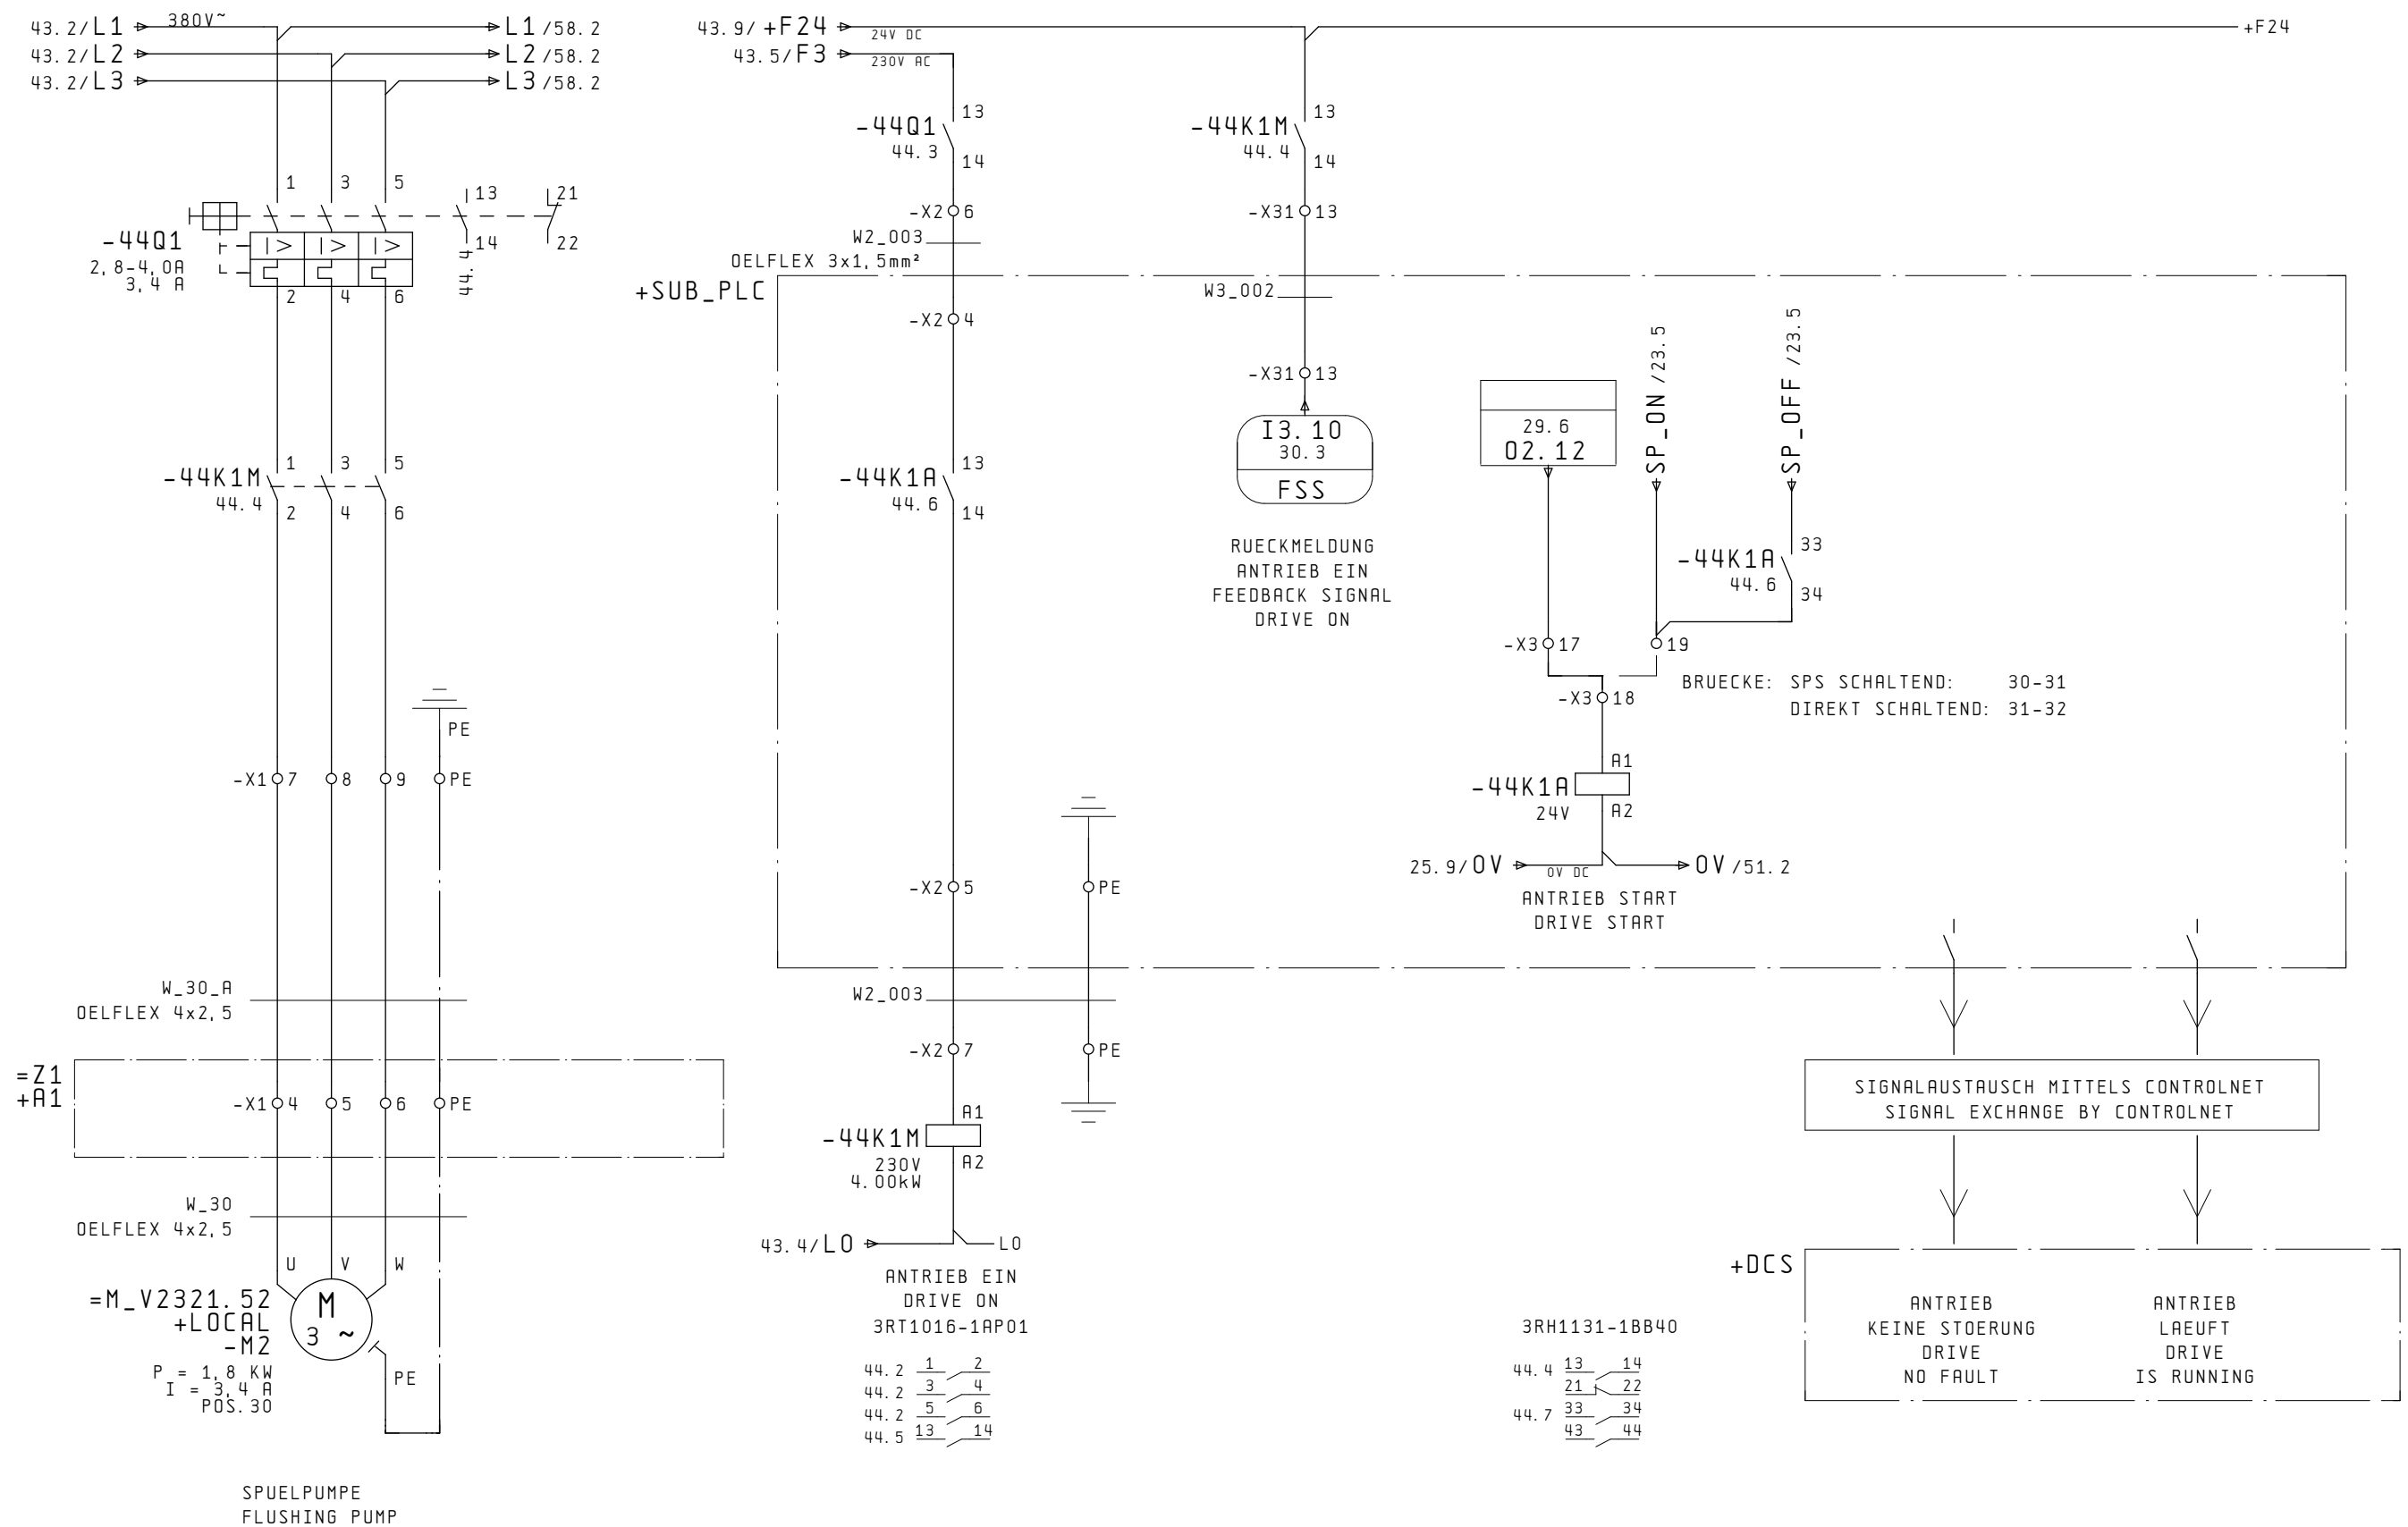 43.2/L1 380V~ L1/58.2
43.2/L2 L2/58.2
43.2/L3 L3/58.2
1 3 5 13 21
-44Q1
2,8-4,0A
3,4 A
14 22
44.4
2 4 6
-44K1M
44.4
1 3 5
2 4 6
PE
-X1 7 8 9 PE
W_30_A
OELFLEX 4x2,5
=Z1
+A1
-X1 4 5 6 PE
W_30
OELFLEX 4x2,5
U V W
=M_V2321.52
+LOCAL
-M2
M
3 ~
P = 1,8 KW
I = 3,4 A
POS.30
PE
SPUELPUMPE
FLUSHING PUMP
43.9/+F24 24V DC +F24
43.5/F3 230V AC
-44Q1
44.3
13
14
-X2 6
W2_003
OELFLEX 3x1,5mm²
+SUB_PLC
-X2 4
-44K1A
44.6
13
14
-X2 5
PE
W2_003
-X2 7
PE
-44K1M
230V
4.00kW
A1
A2
43.4/L0 L0
ANTRIEB EIN
DRIVE ON
3RT1016-1AP01
44.2 1 2
44.2 3 4
44.2 5 6
44.5 13 14
-44K1M
44.4
13
14
-X31 13
W3_002
-X31 13
I3.10
30.3
FSS
RUECKMELDUNG
ANTRIEB EIN
FEEDBACK SIGNAL
DRIVE ON
29.6
O2.12
SP_ON /23.5
SP_OFF /23.5
-44K1A
44.6
33
34
-X3 17 19
-X3 18
BRUECKE: SPS SCHALTEND: 30-31
DIREKT SCHALTEND: 31-32
-44K1A
24V
A1
A2
25.9/0V 0V DC 0V/51.2
ANTRIEB START
DRIVE START
3RH1131-1BB40
44.4 13 14
21 22
44.7 33 34
43 44
SIGNALAUSTAUSCH MITTELS CONTROLNET
SIGNAL EXCHANGE BY CONTROLNET
+DCS
ANTRIEB
KEINE STOERUNG
DRIVE
NO FAULT
ANTRIEB
LAEUFT
DRIVE
IS RUNNING